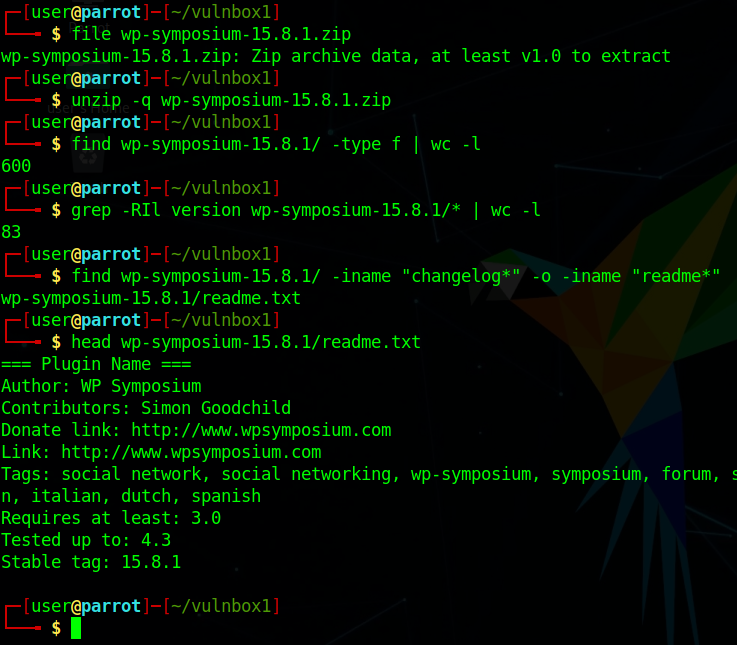 ┌─[user@parrot]─[~/vulnbox1]
└──╼ $ file wp-symposium-15.8.1.zip
wp-symposium-15.8.1.zip: Zip archive data, at least v1.0 to extract
┌─[user@parrot]─[~/vulnbox1]
└──╼ $ unzip -q wp-symposium-15.8.1.zip
┌─[user@parrot]─[~/vulnbox1]
└──╼ $ find wp-symposium-15.8.1/ -type f | wc -l
600
┌─[user@parrot]─[~/vulnbox1]
└──╼ $ grep -RIl version wp-symposium-15.8.1/* | wc -l
83
┌─[user@parrot]─[~/vulnbox1]
└──╼ $ find wp-symposium-15.8.1/ -iname "changelog*" -o -iname "readme*"
wp-symposium-15.8.1/readme.txt
┌─[user@parrot]─[~/vulnbox1]
└──╼ $ head wp-symposium-15.8.1/readme.txt
=== Plugin Name ===
Author: WP Symposium
Contributors: Simon Goodchild
Donate link: http://www.wpsymposium.com
Link: http://www.wpsymposium.com
Tags: social network, social networking, wp-symposium, symposium, forum, s
n, italian, dutch, spanish
Requires at least: 3.0
Tested up to: 4.3
Stable tag: 15.8.1
┌─[user@parrot]─[~/vulnbox1]
└──╼ $